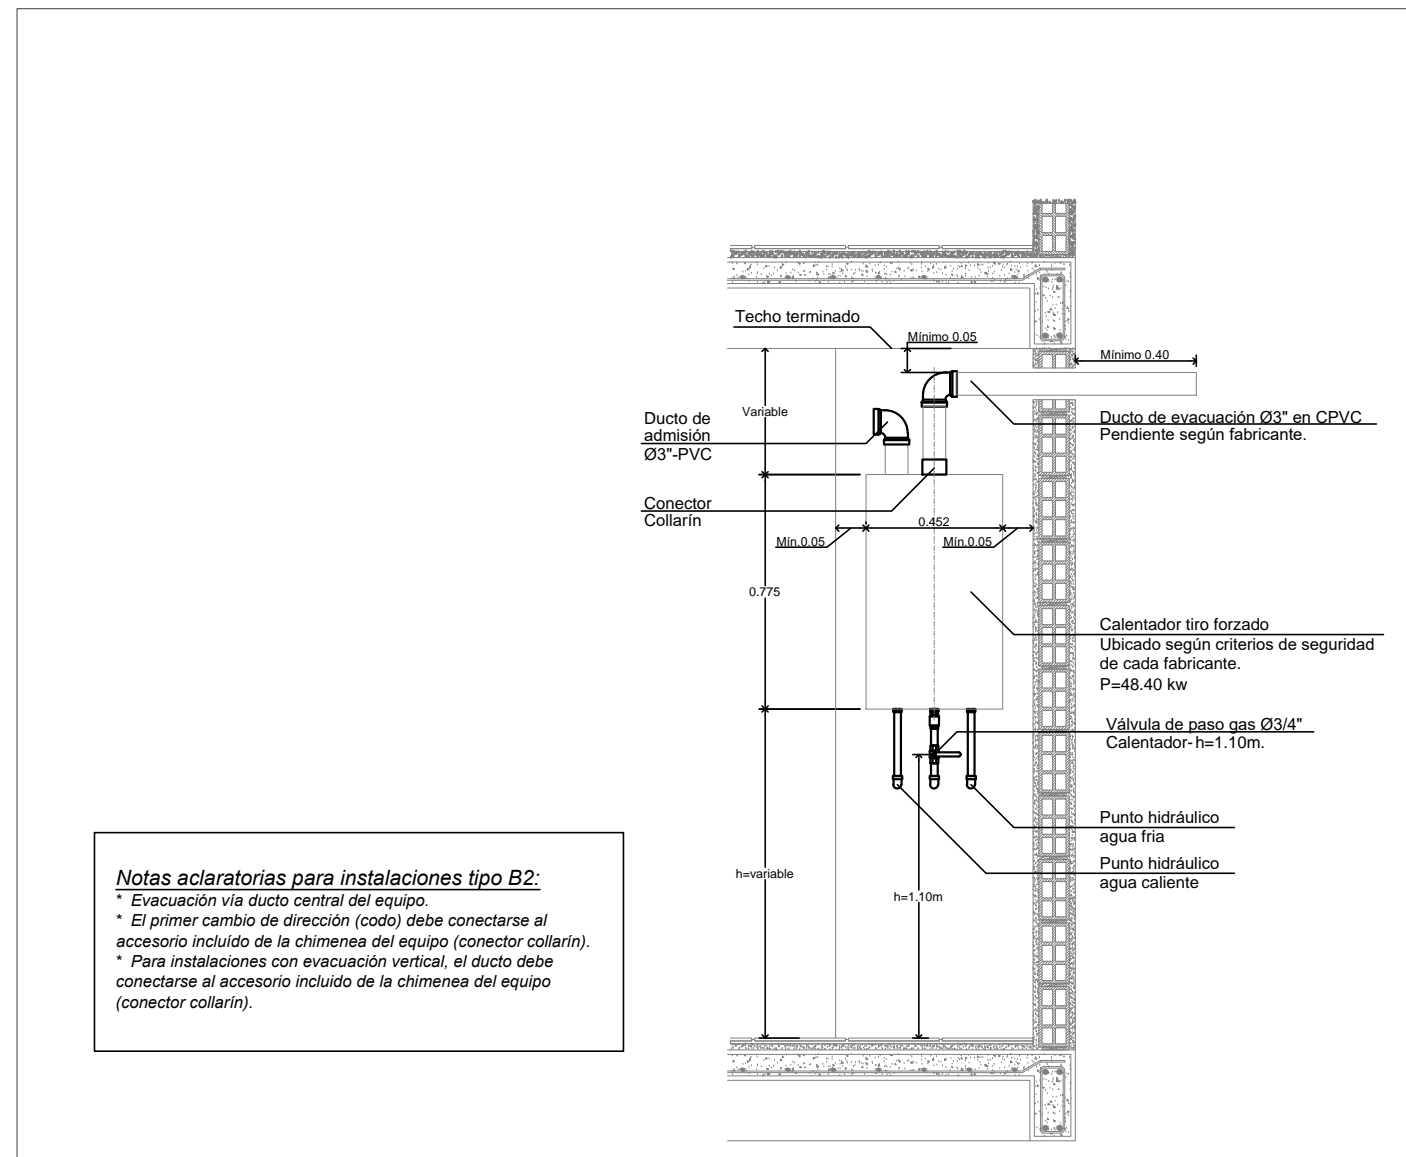 Techo terminado
Mínimo 0.05
Mínimo 0.40
Variable
Ducto de
admisión
Ø3"-PVC
Ducto de evacuación Ø3" en CPVC
Pendiente según fabricante.
Conector
Collarín
0.452
Mín.0.05
Mín.0.05
0.775
Calentador tiro forzado
Ubicado según criterios de seguridad
de cada fabricante.
P=48.40 kw
Válvula de paso gas Ø3/4"
Calentador-h=1.10m.
Punto hidráulico
agua fria
Punto hidráulico
agua caliente
h=variable
h=1.10m
Notas aclaratorias para instalaciones tipo B2:
* Evacuación vía ducto central del equipo.
* El primer cambio de dirección (codo) debe conectarse al
accesorio incluído de la chimenea del equipo (conector collarín).
* Para instalaciones con evacuación vertical, el ducto debe
conectarse al accesorio incluido de la chimenea del equipo
(conector collarín).